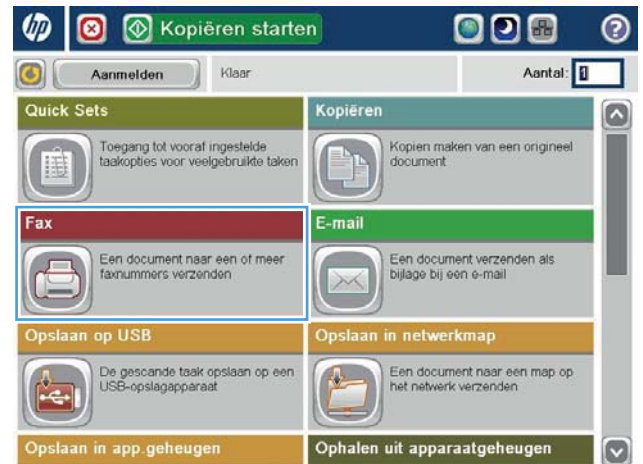 hp
Kopiëren starten
?
Aanmelden
Klaar
Aantal: 1
Quick Sets
Toegang tot vooraf ingestelde
taakopties voor veelgebruikte taken
Kopiëren
Kopien maken van een origineel
document
Fax
Een document naar een of meer
faxnummers verzenden
E-mail
Een document verzenden als
bijlage bij een e-mail
Opslaan op USB
De gescande taak opslaan op een
USB-opslagapparaat
Opslaan in netwerkmap
Een document naar een map op
het netwerk verzenden
Opslaan in app.geheugen
Ophalen uit apparaatgeheugen